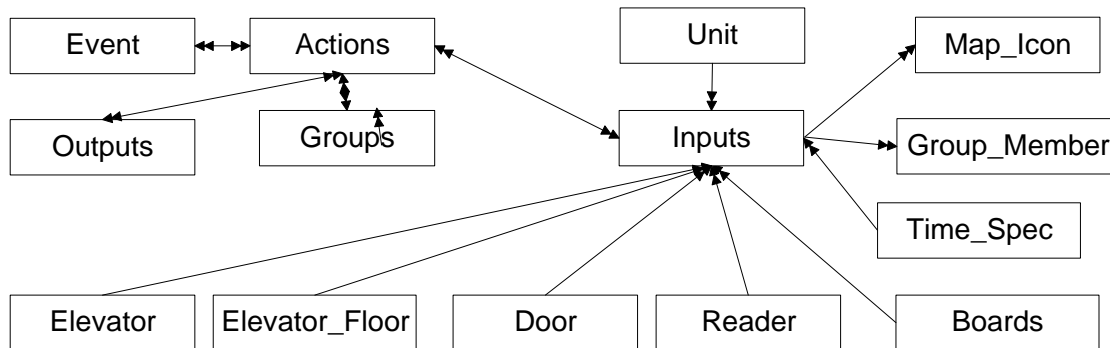 Event
Actions
Unit
Map_Icon
Outputs
Groups
Inputs
Group_Member
Time_Spec
Elevator
Elevator_Floor
Door
Reader
Boards